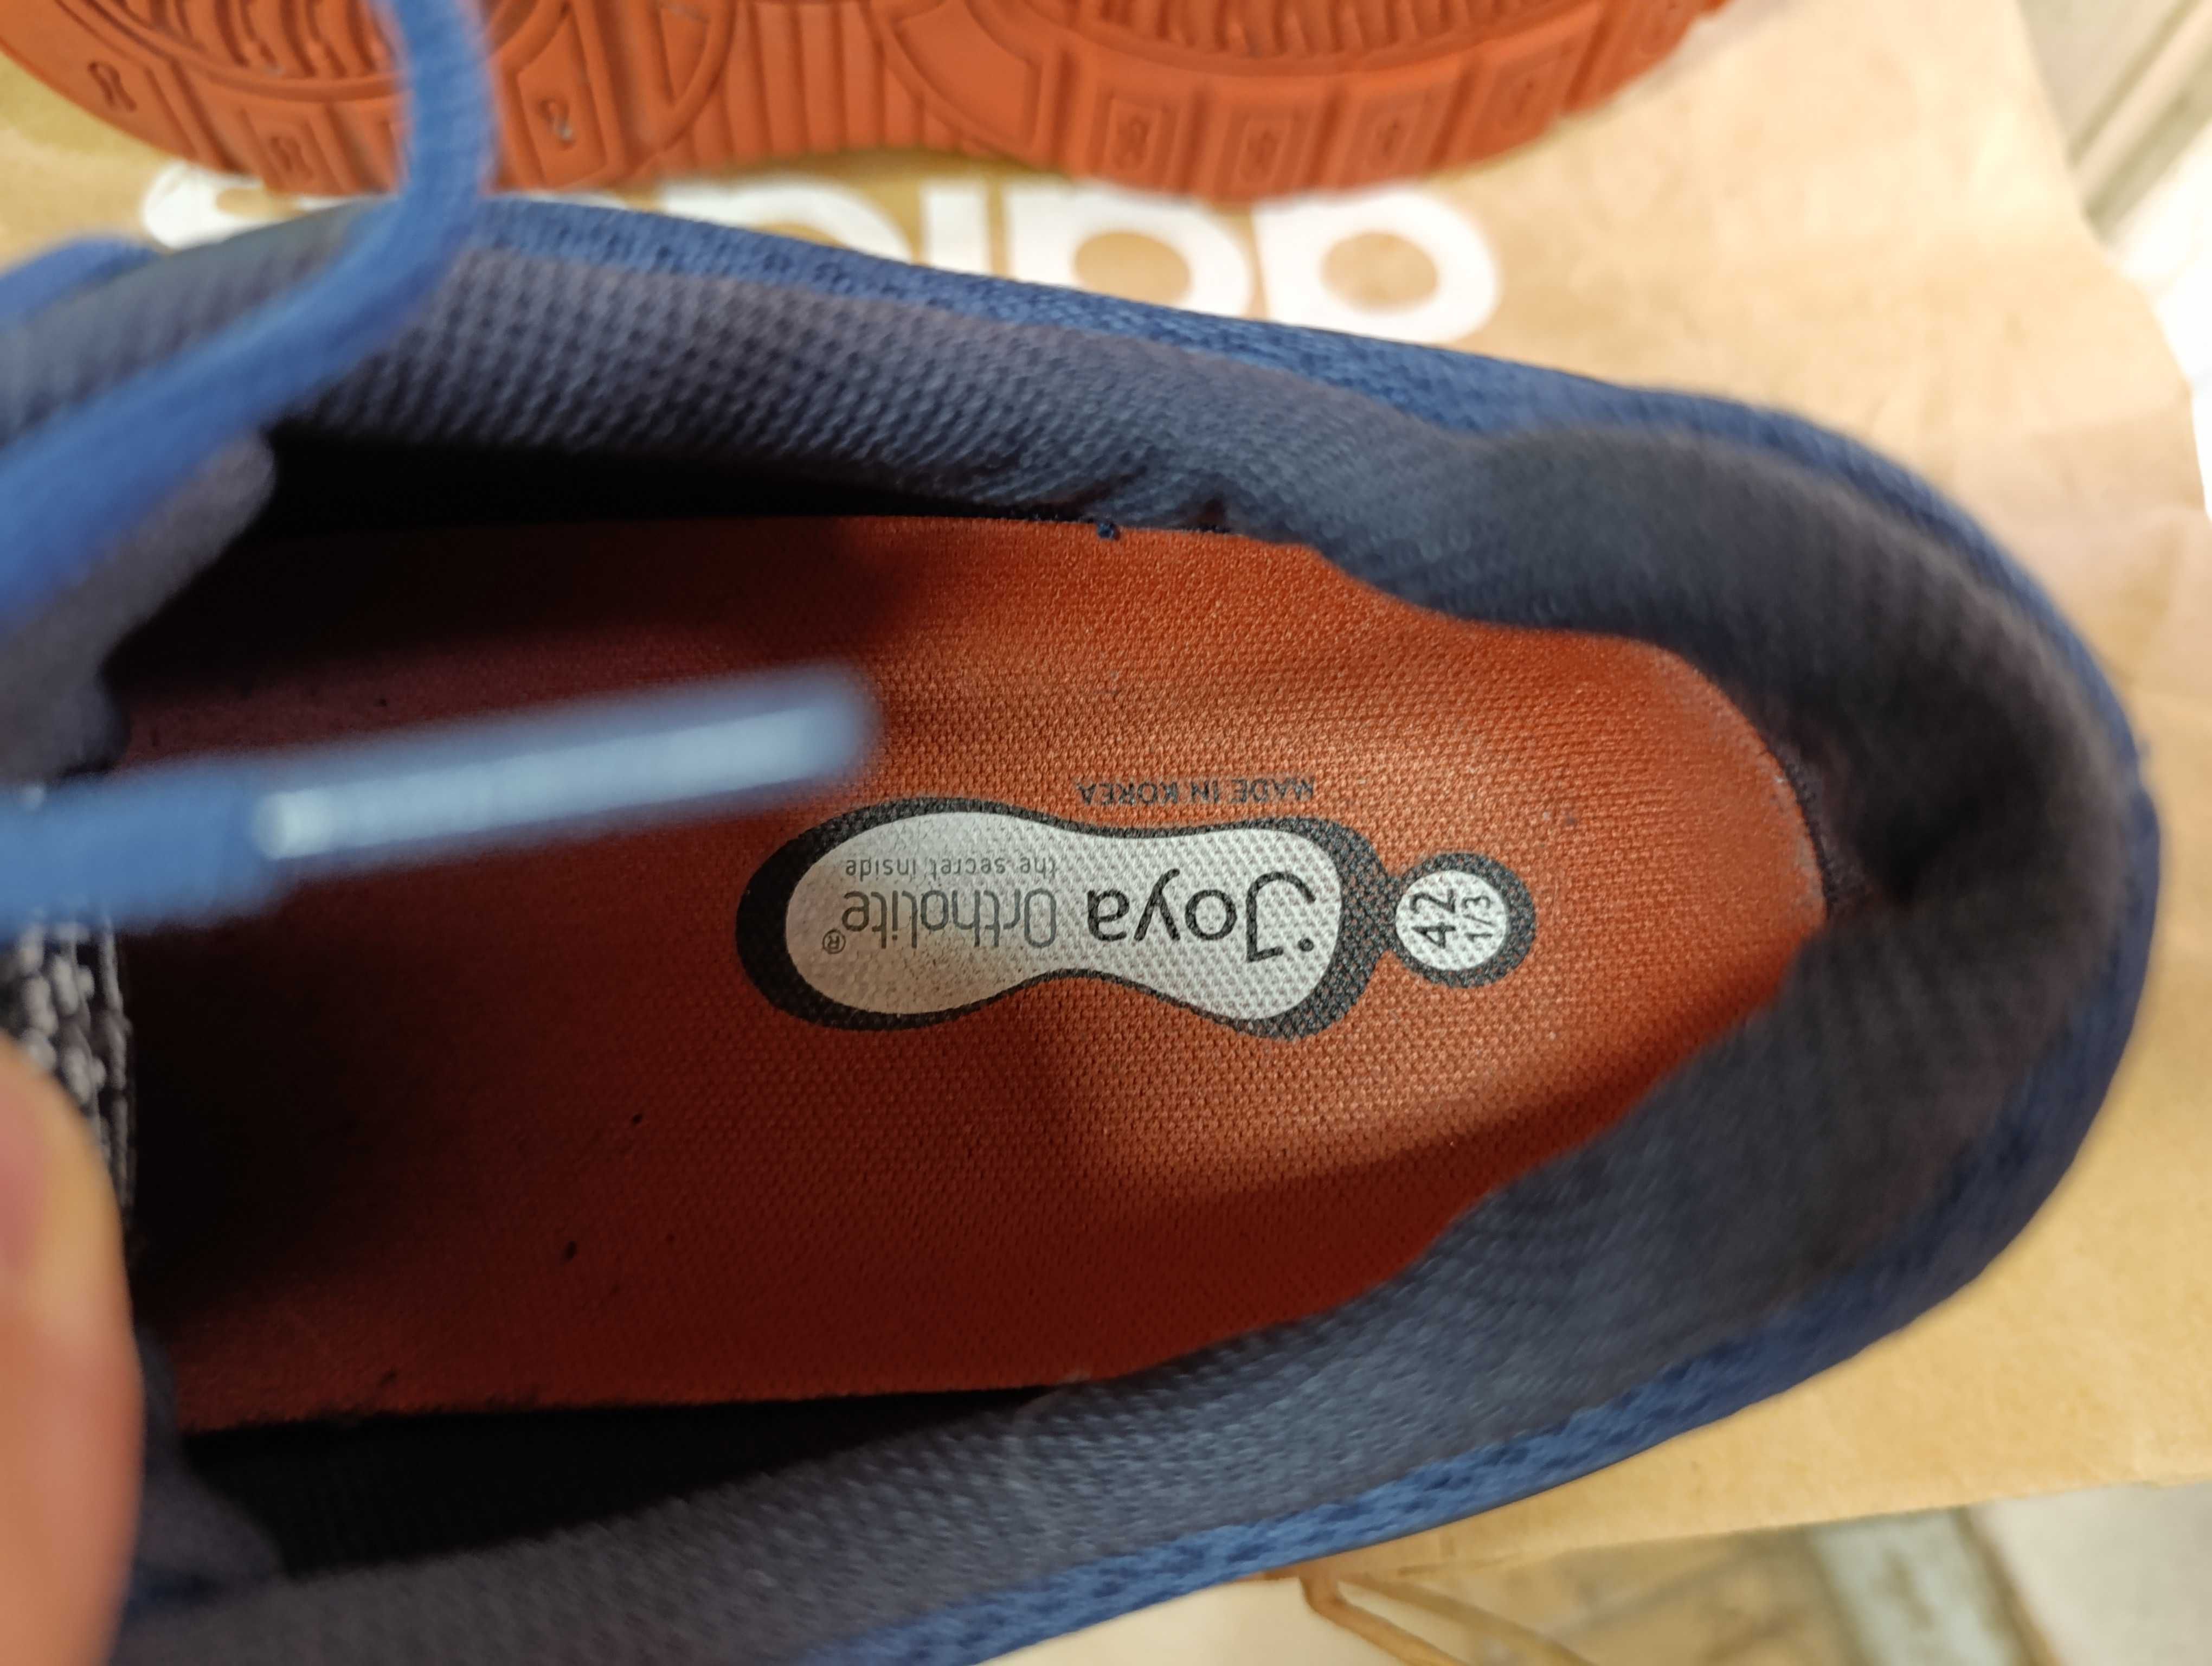 MADE IN KOREA
Joya OrthoLite®
the secret inside
42
1/3